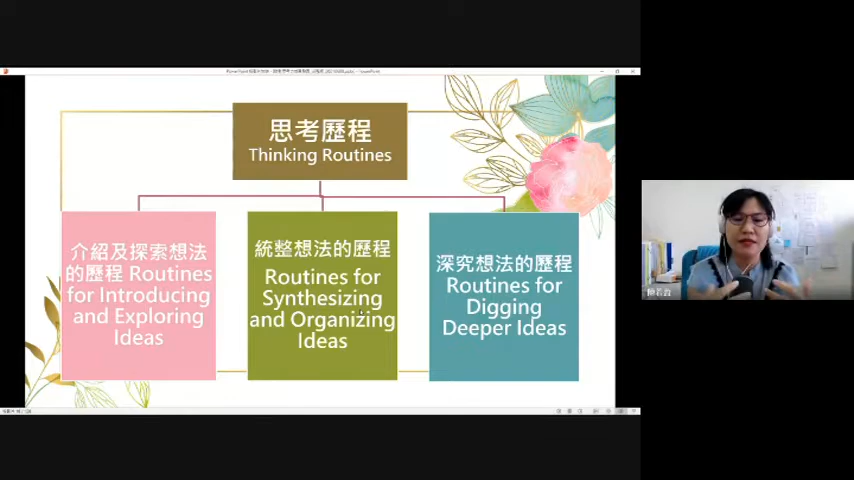 思考歷程
Thinking Routines
介紹及探索想法
的歷程 Routines
for Introducing
and Exploring
Ideas
統整想法的歷程
Routines for
Synthesizing
and Organizing
Ideas
深究想法的歷程
Routines for
Digging
Deeper Ideas